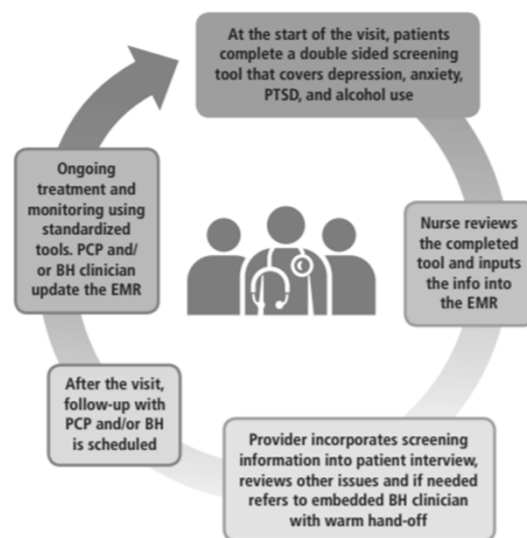 At the start of the visit, patients
complete a double sided screening
tool that covers depression, anxiety,
PTSD, and alcohol use
Nurse reviews
the completed
tool and inputs
the info into
the EMR
Provider incorporates screening
information into patient interview,
reviews other issues and if needed
refers to embedded BH clinician
with warm hand-off
After the visit,
follow-up with
PCP and/or BH
is scheduled
Ongoing
treatment and
monitoring using
standardized
tools. PCP and/
or BH clinician
update the EMR